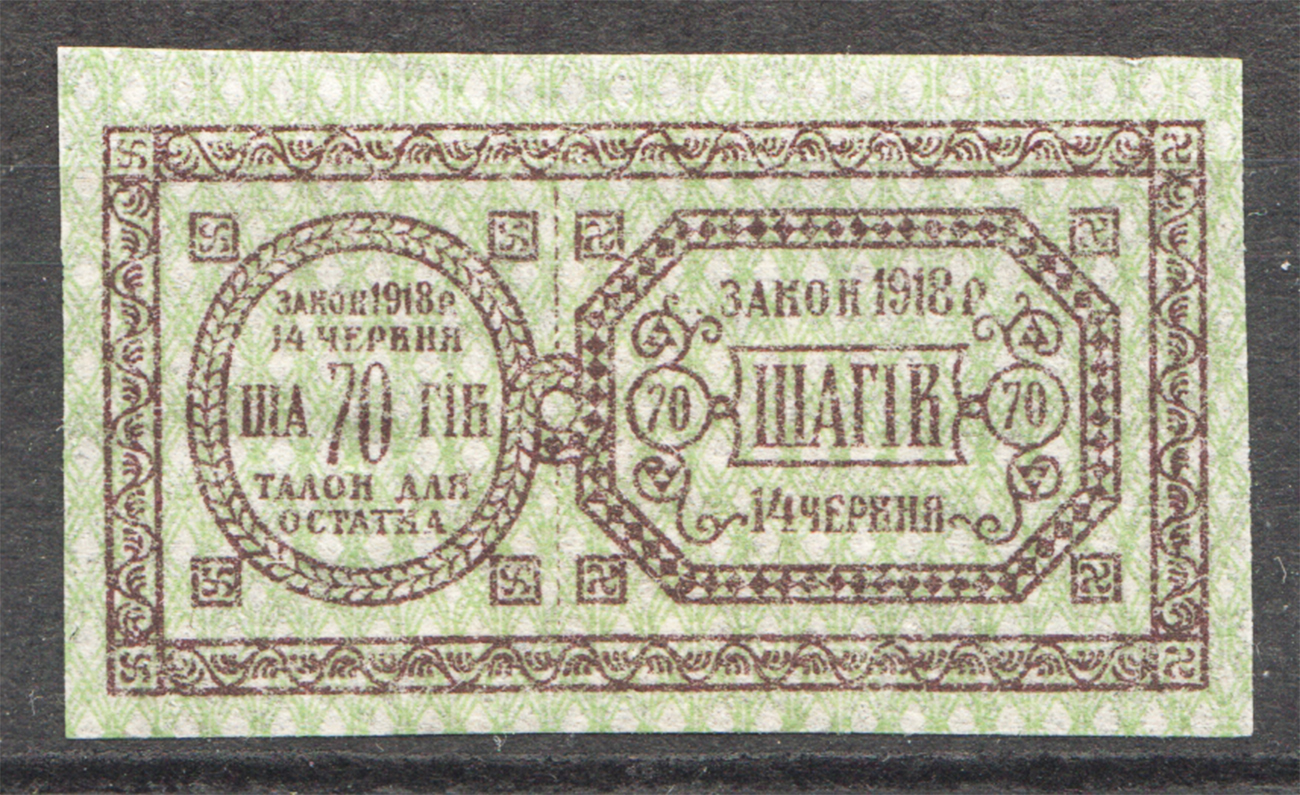 ЗАКОН 1918 р.
14 ЧЕРВНЯ
ША 70 ГІВ
ТАЛОН ДЛЯ
ОСТАТКА
ЗАКОН 1918 р.
70 ШАГІВ 70
14 ЧЕРВНЯ